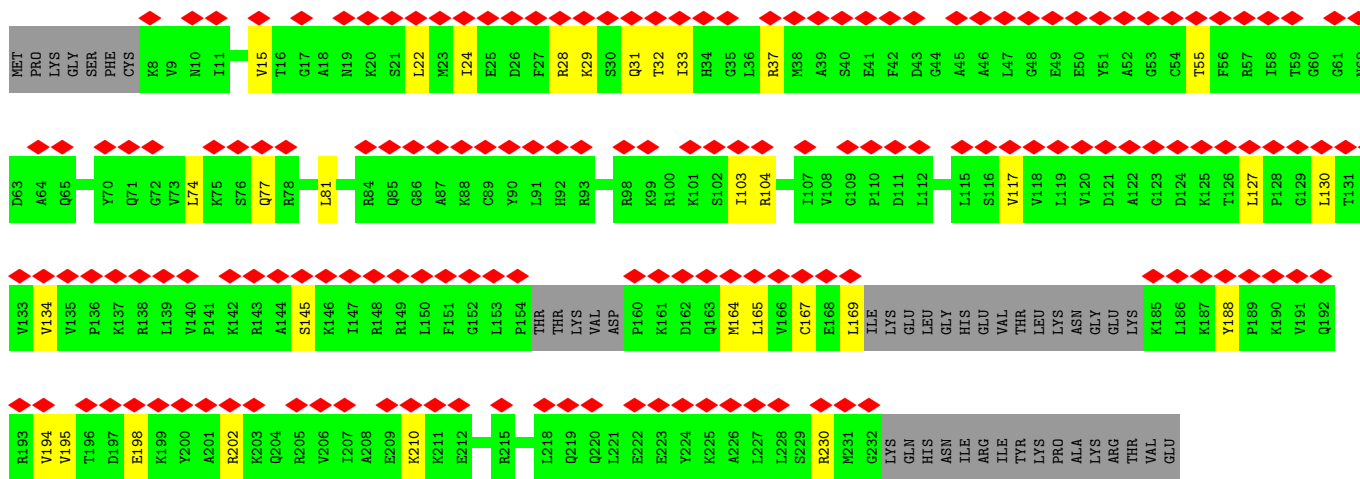 MET PRO LYS GLY SER PHE CYS K8 V9 N10 I11 V15 T16 G17 A18 N19 K20 S21 L22 M23 I24 E25 D26 F27 R28 K29 S30 Q31 T32 I33 H34 G35 L36 R37 M38 A39 S40 E41 F42 D43 G44 A45 A46 L47 G48 E49 E50 Y51 A52 G53 C54 T55 F56 R57 I58 T59 G60 G61 N62
D63 A64 Q65 Y70 Q71 G72 V73 L74 K75 S76 Q77 R78 L81 R84 Q85 G86 A87 K88 C89 Y90 L91 H92 R93 R98 K99 R100 K101 S102 I103 R104 I107 V108 G109 P110 D111 L112 L115 S116 V117 V118 L119 V120 D121 A122 G123 D124 K125 T126 L127 P128 G129 L130 T131
V133 V134 V135 P136 K137 R138 L139 V140 P141 K142 R143 A144 S145 K146 I147 R148 R149 L150 F151 G152 L153 P154 THR THR LYS VAL ASP P160 K161 D162 Q163 M164 L165 V166 C167 E168 L169 ILE LYS GLU LEU GLY HIS GLU VAL THR LEU LYS ASN GLY GLU LYS K185 L186 K187 Y188 P189 K190 V191 Q192
R193 V194 V195 T196 D197 E198 K199 Y200 A201 R202 K203 Q204 R205 V206 I207 A208 E209 K210 K211 E212 R215 L218 Q219 Q220 L221 E222 E223 Y224 K225 A226 L227 L228 S229 R230 M231 G232 LYS GLN HIS ASN ILE ARG ILE TYR LYS PRO ALA LYS ARG THR VAL GLU